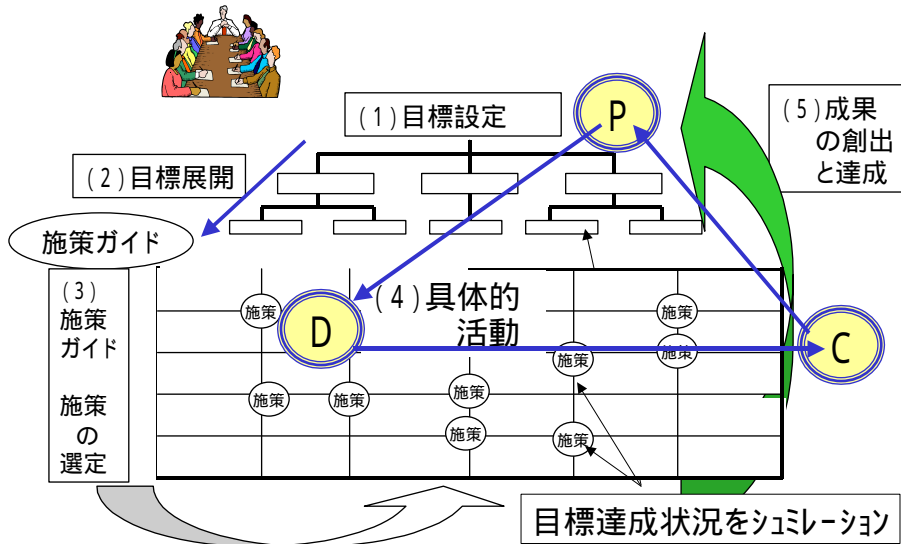 (1)目標設定
P
(5)成果
の創出
と達成
(2)目標展開
施策ガイド
(3)
施策
ガイド
施策
の
選定
(4)具体的
活動
施策
D
施策
施策
施策
C
施策
施策
施策
施策
施策
施策
目標達成状況をｼｭﾐﾚｰｼｮﾝ